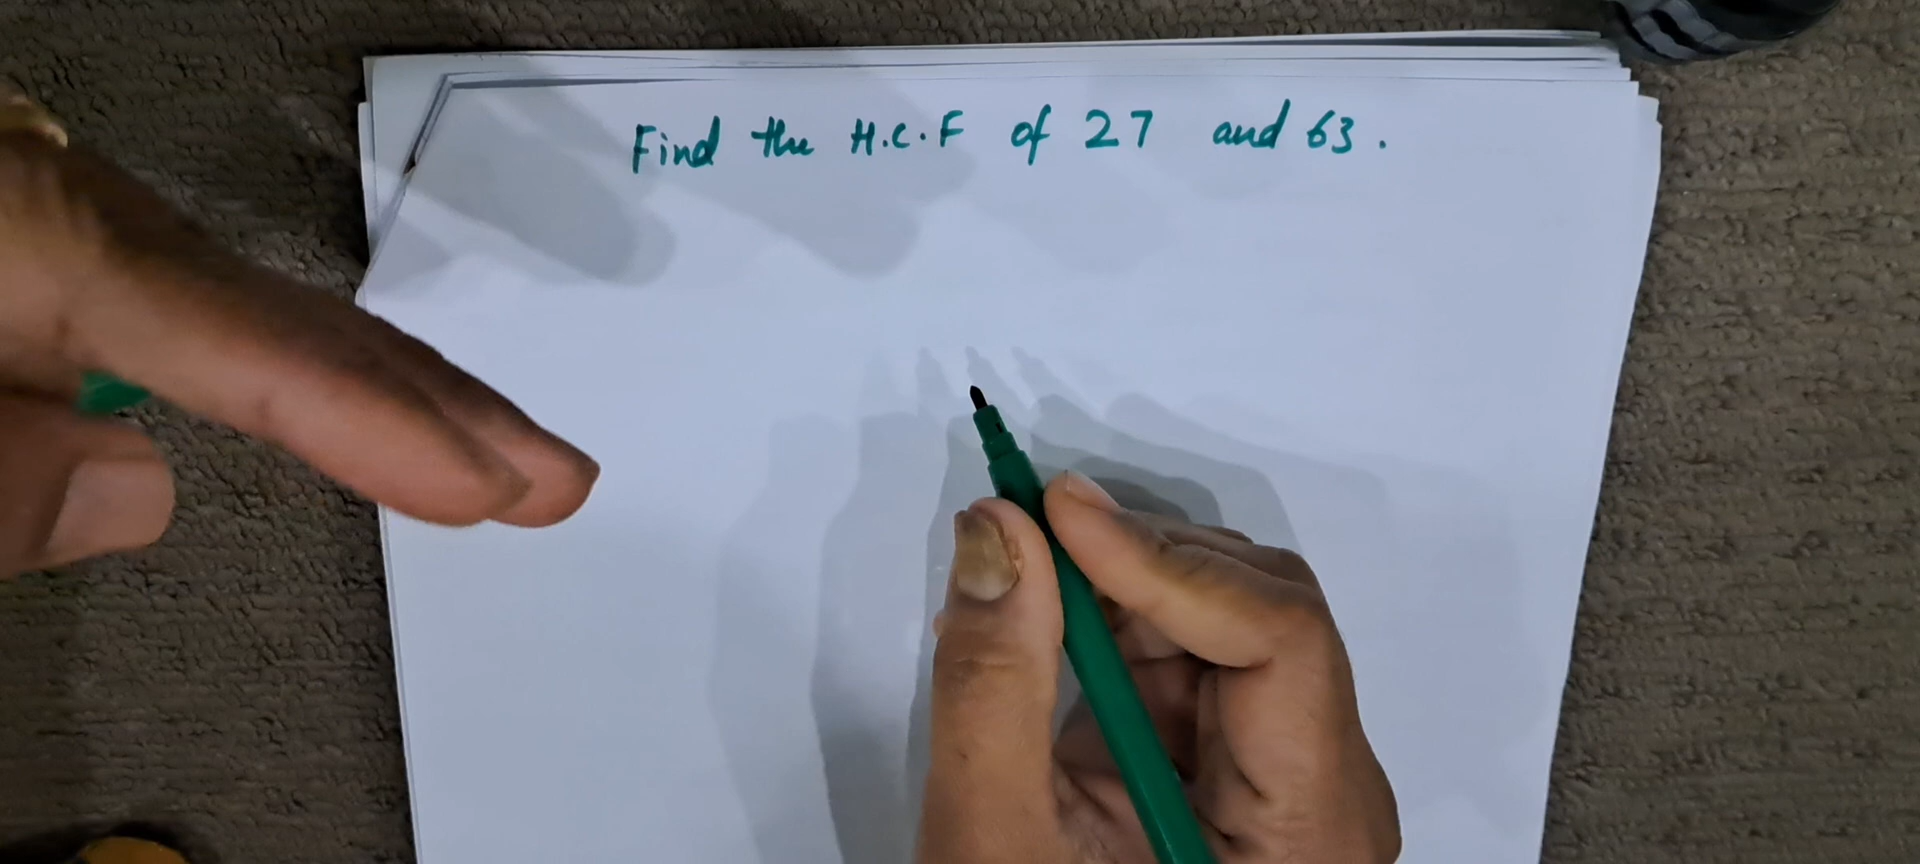 Find the H.C.F of 27 and 63.